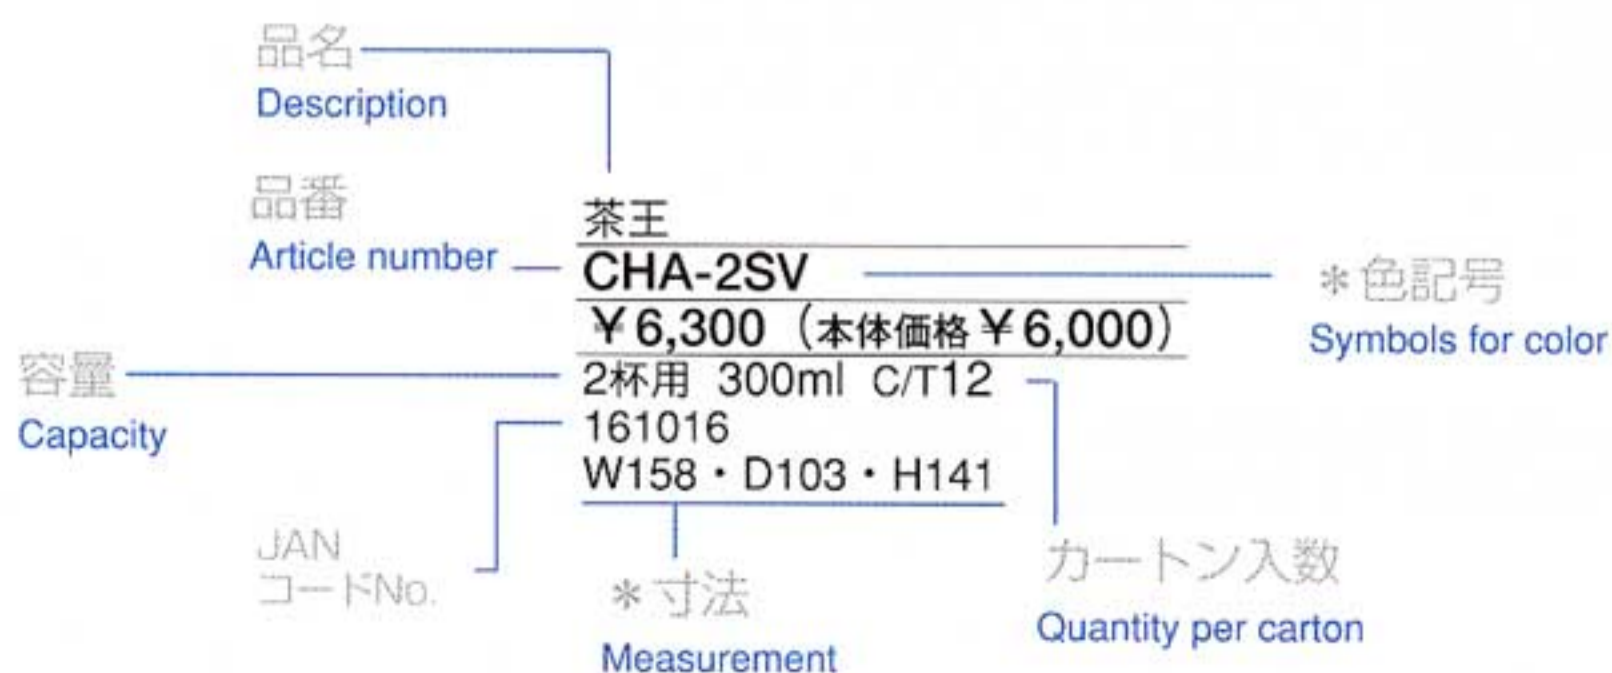 品名
Description
品番
Article number
茶王
CHA-2SV
＊色記号
Symbols for color
¥6,300（本体価格¥6,000）
容量
Capacity
2杯用 300ml C/T12
161016
W158・D103・H141
JAN
コードNo.
＊寸法
Measurement
カートン入数
Quantity per carton